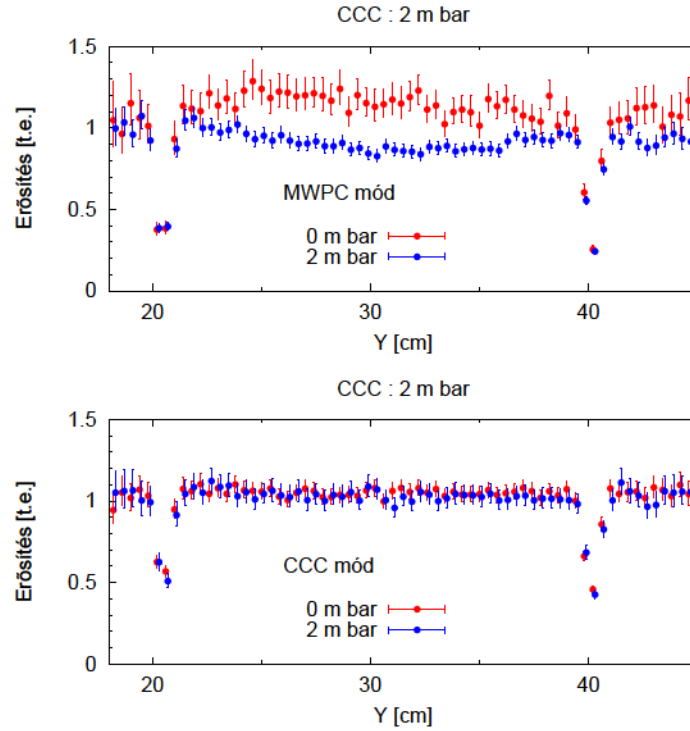 CCC : 2 m bar
1.5
1
0.5
0
Erősítés [t.e.]
MWPC mód
0 m bar
2 m bar
20
30
40
Y [cm]
CCC : 2 m bar
1.5
1
0.5
0
Erősítés [t.e.]
CCC mód
0 m bar
2 m bar
20
30
40
Y [cm]